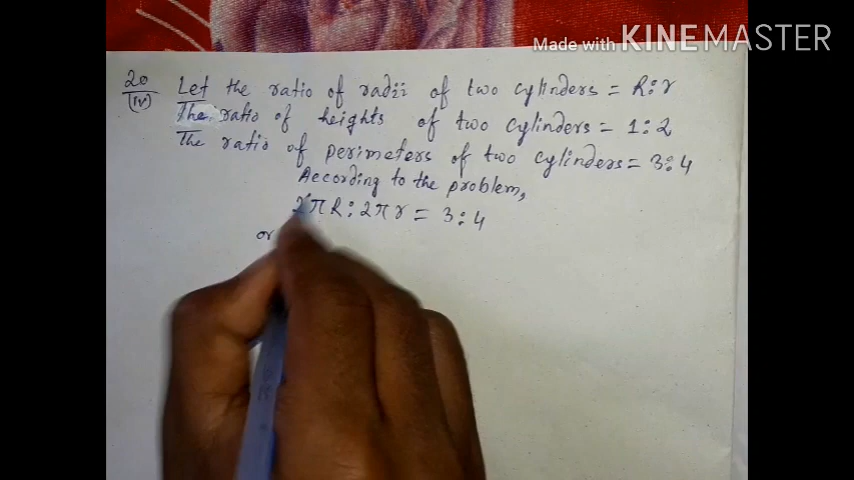 Made with KINEMASTER
20 (iv) Let the ratio of radii of two cylinders = R:r
The ratio of heights of two cylinders = 1:2
The ratio of perimeters of two cylinders = 3:4
According to the problem,
2πR:2πr = 3:4
or